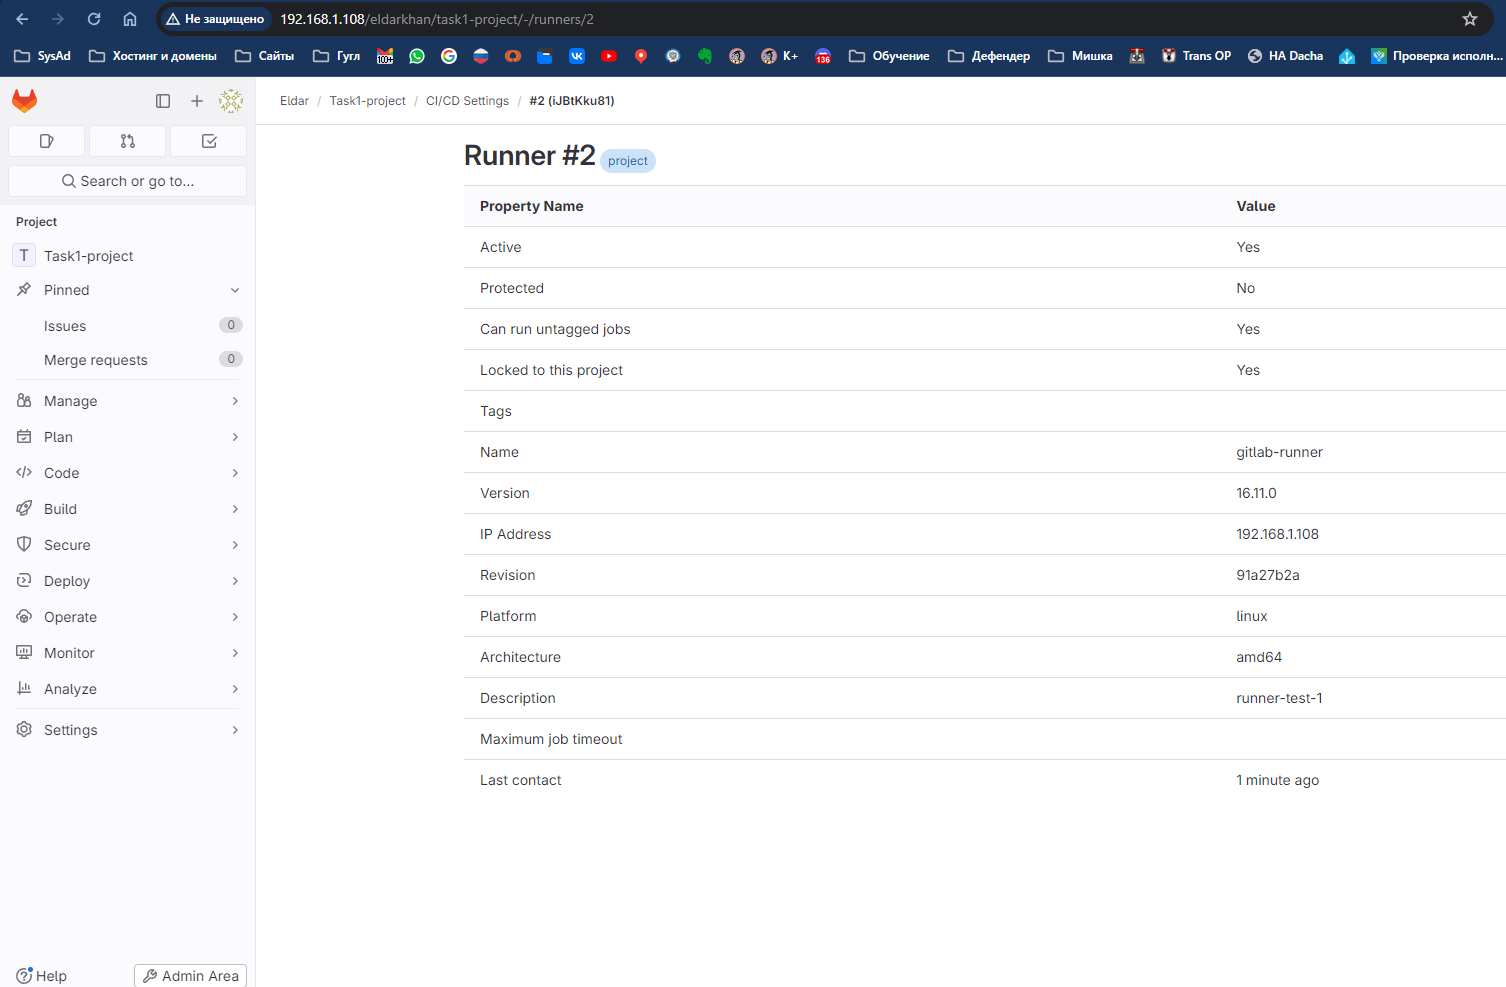 Не защищено 192.168.1.108/eldarkhan/task1-project/-/runners/2
SysAd Хостинг и домены Сайты Гугл 100+ K+ 136 Обучение Дефендер Мишка Trans OP HA Dacha Проверка исполн...
Eldar / Task1-project / CI/CD Settings / #2 (iJBtKku81)
Search or go to...
Project
T Task1-project
Pinned
Issues 0
Merge requests 0
Manage
Plan
Code
Build
Secure
Deploy
Operate
Monitor
Analyze
Settings
Help Admin Area
Runner #2 project
Property Name Value
Active Yes
Protected No
Can run untagged jobs Yes
Locked to this project Yes
Tags
Name gitlab-runner
Version 16.11.0
IP Address 192.168.1.108
Revision 91a27b2a
Platform linux
Architecture amd64
Description runner-test-1
Maximum job timeout
Last contact 1 minute ago